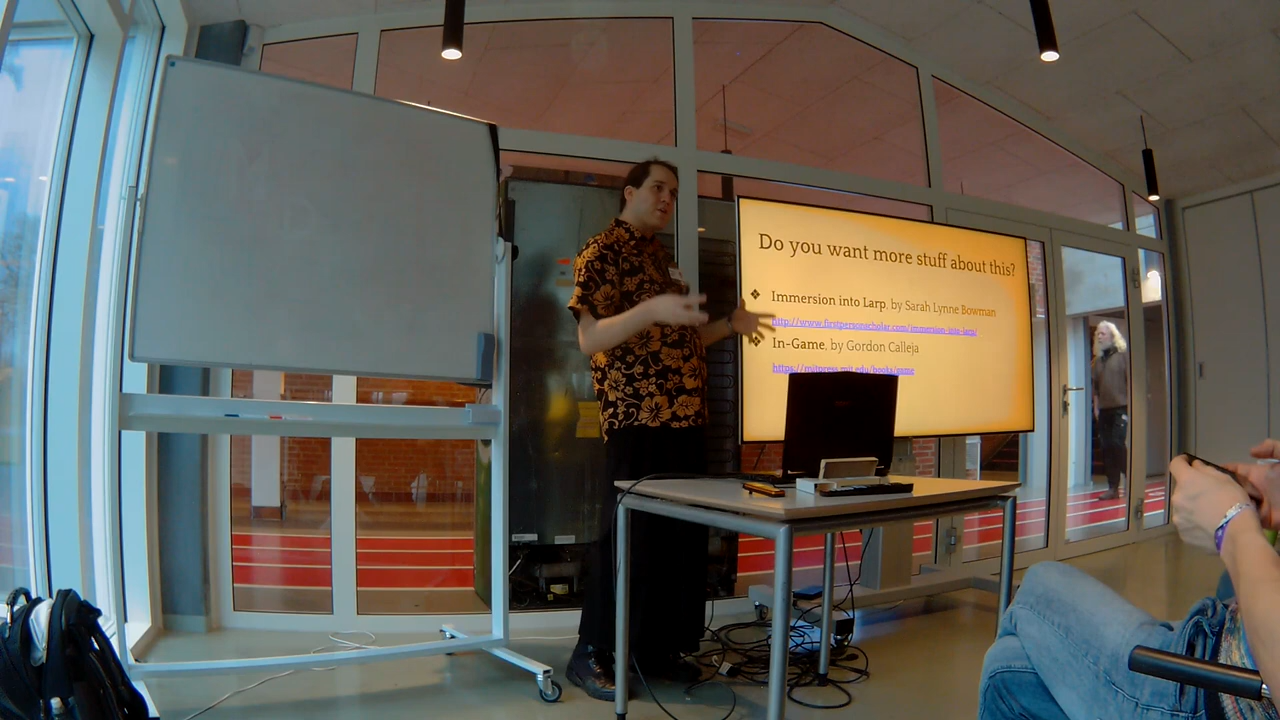 Do you want more stuff about this?
❖ Immersion into Larp, by Sarah Lynne Bowman
http://www.firstpersonscholar.com/immersion-into-larp/
❖ In-Game, by Gordon Calleja
https://mitpress.mit.edu/books/game